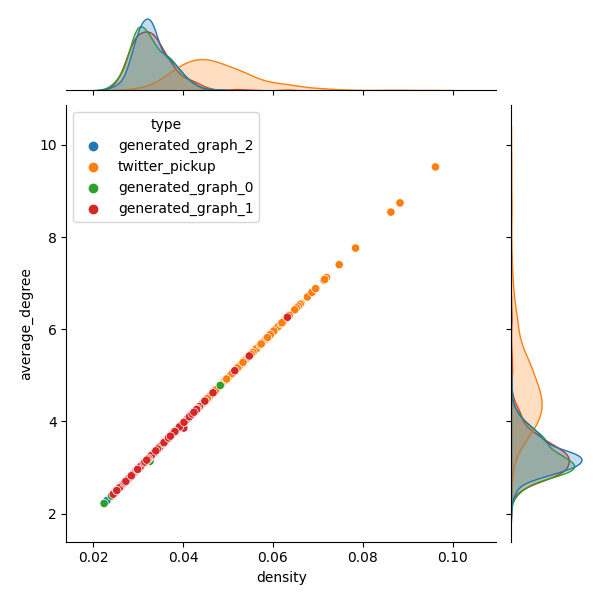 type
generated_graph_2
twitter_pickup
generated_graph_0
generated_graph_1
average_degree
10
8
6
4
2
0.02 0.04 0.06 0.08 0.10
density